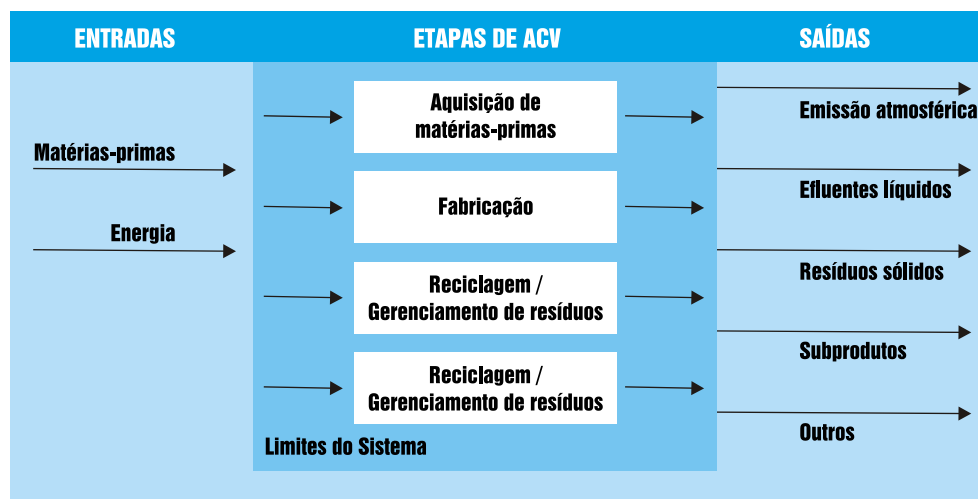 ENTRADAS
ETAPAS DE ACV
SAÍDAS
Matérias-primas
Energia
Aquisição de
matérias-primas
Fabricação
Reciclagem /
Gerenciamento de resíduos
Reciclagem /
Gerenciamento de resíduos
Limites do Sistema
Emissão atmosférica
Efluentes líquidos
Resíduos sólidos
Subprodutos
Outros